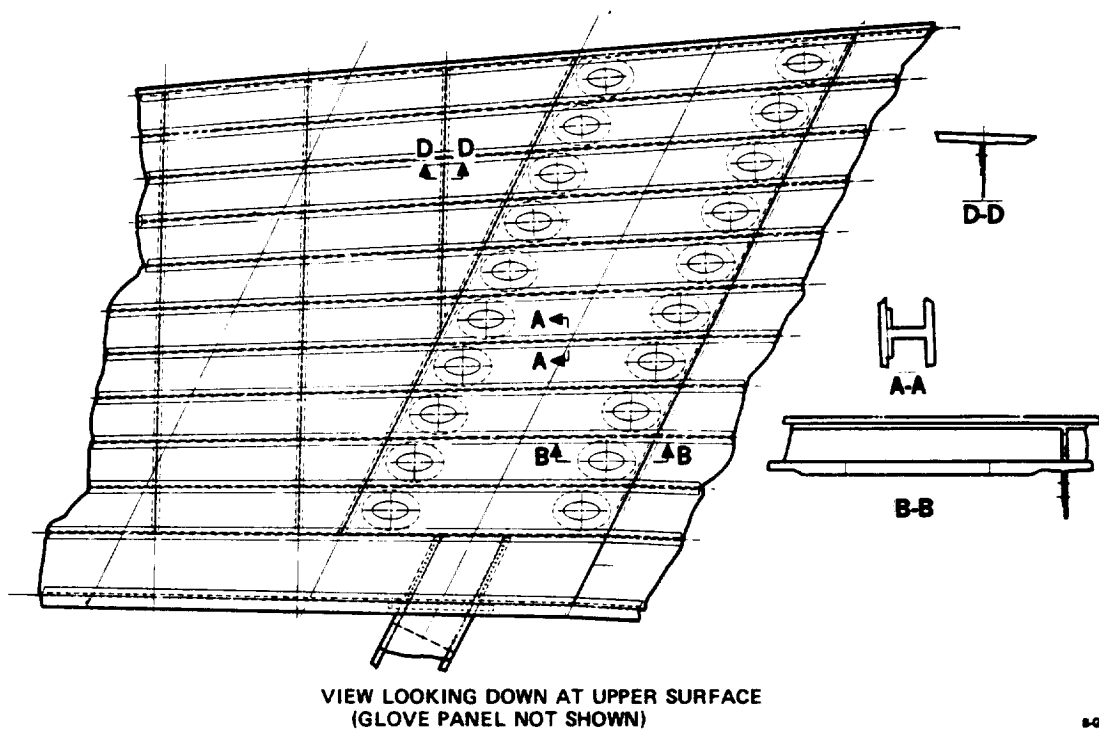 D D
D-D
A
A
A-A
B B
B-B
VIEW LOOKING DOWN AT UPPER SURFACE
(GLOVE PANEL NOT SHOWN)